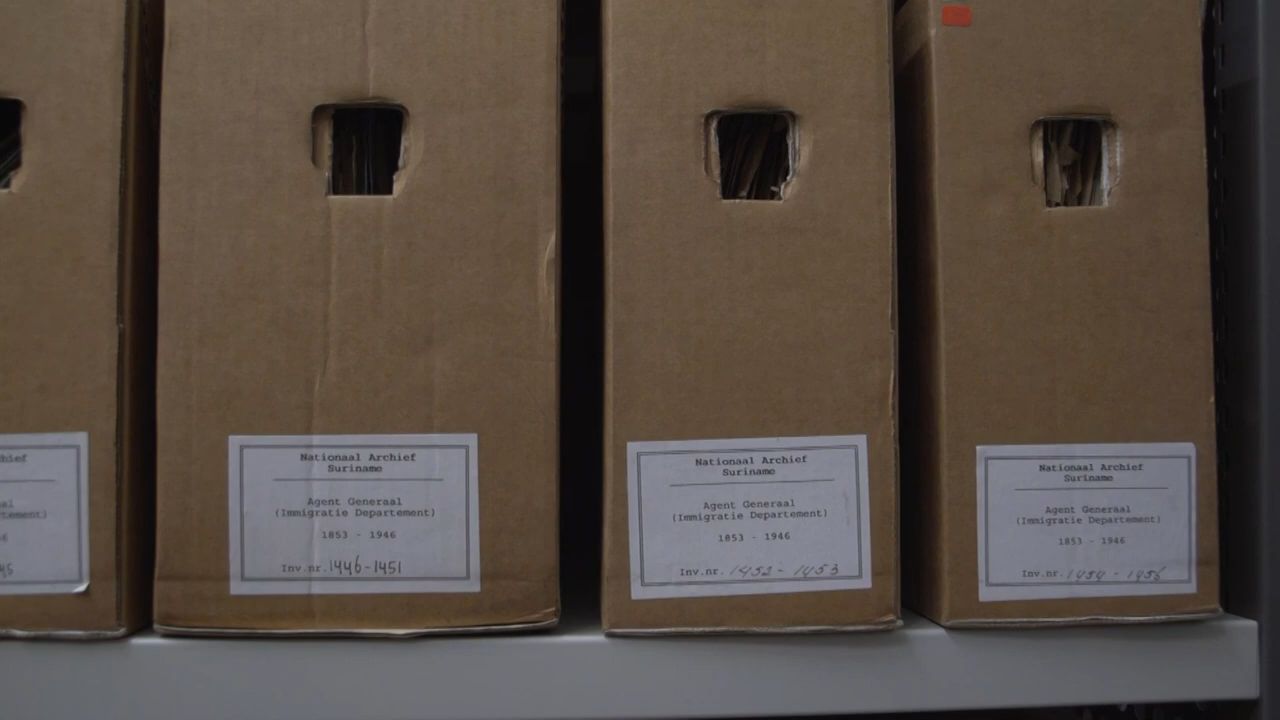 Nationaal Archief
Suriname
Agent Generaal
(Immigratie Departement)
1853 - 1946
Inv.nr. 1446-1451
Nationaal Archief
Suriname
Agent Generaal
(Immigratie Departement)
1853 - 1946
Inv.nr. 1452 - 1453
Nationaal Archief
Suriname
Agent Generaal
(Immigratie Departement)
1853 - 1946
Inv.nr. 1454 -